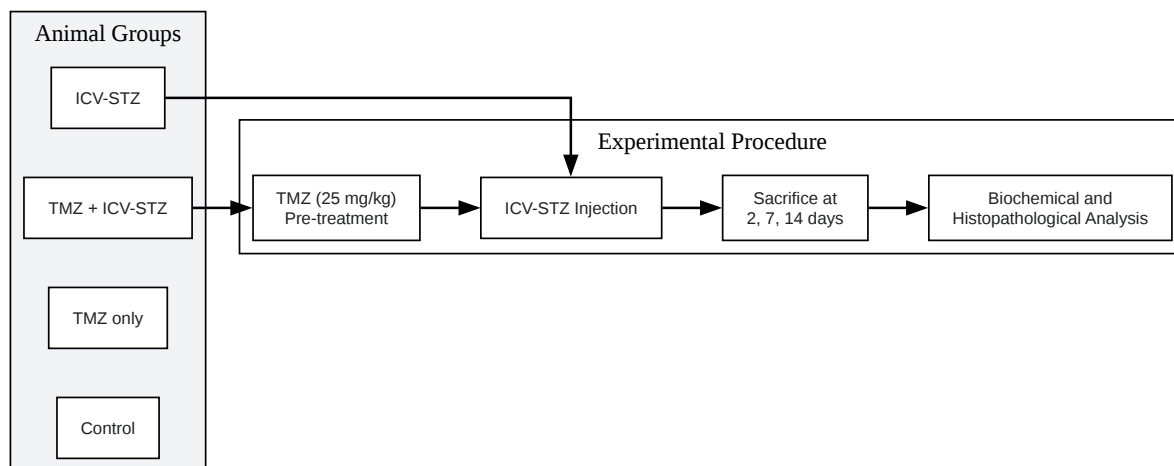 Animal Groups
ICV-STZ
TMZ + ICV-STZ
TMZ only
Control
Experimental Procedure
TMZ (25 mg/kg)
Pre-treatment
ICV-STZ Injection
Sacrifice at
2, 7, 14 days
Biochemical and
Histopathological Analysis